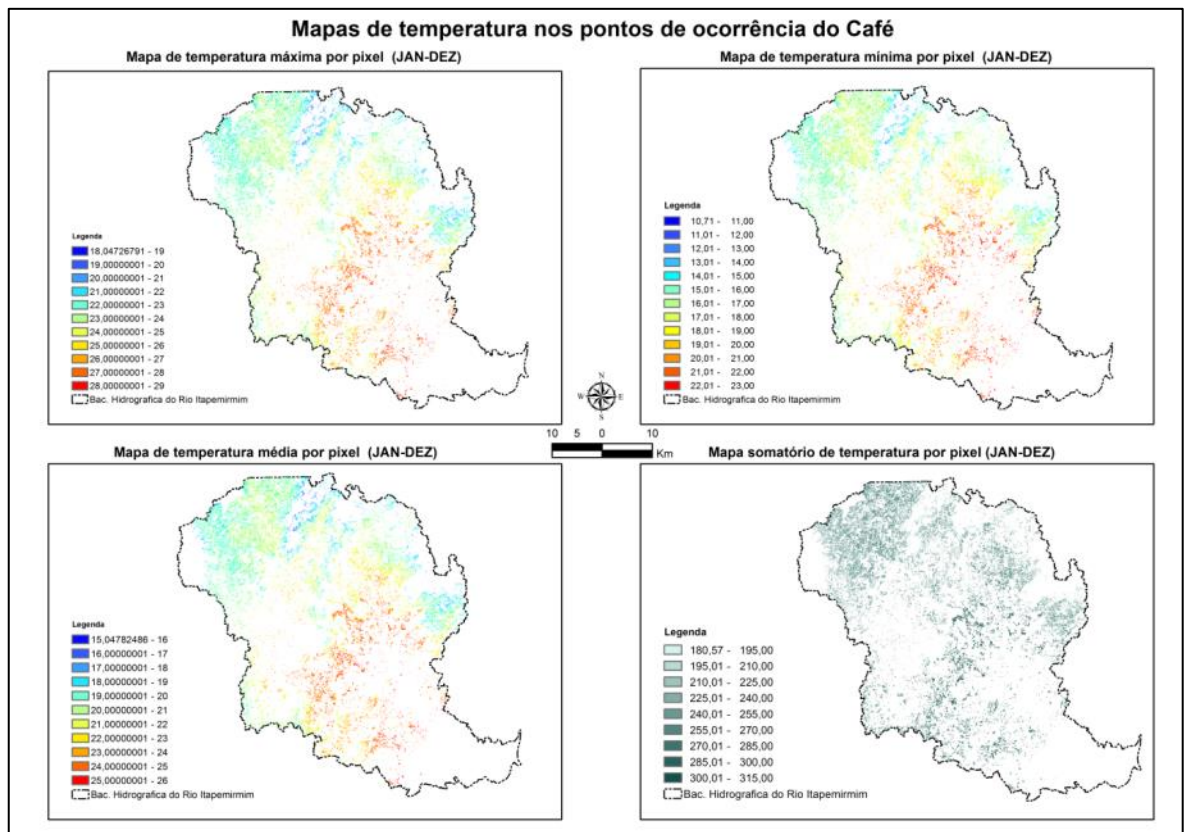 Mapas de temperatura nos pontos de ocorrência do Café
Mapa de temperatura máxima por pixel (JAN-DEZ)
Legenda
18,04726791 - 19
19,00000001 - 20
20,00000001 - 21
21,00000001 - 22
22,00000001 - 23
23,00000001 - 24
24,00000001 - 25
25,00000001 - 26
26,00000001 - 27
27,00000001 - 28
28,00000001 - 29
Bac. Hidrografica do Rio Itapemirmim
Mapa de temperatura mínima por pixel (JAN-DEZ)
Legenda
10,71 - 11,00
11,01 - 12,00
12,01 - 13,00
13,01 - 14,00
14,01 - 15,00
15,01 - 16,00
16,01 - 17,00
17,01 - 18,00
18,01 - 19,00
19,01 - 20,00
20,01 - 21,00
21,01 - 22,00
22,01 - 23,00
Bac. Hidrografica do Rio Itapemirmim
N
W E
S
10 5 0 10
Km
Mapa de temperatura média por pixel (JAN-DEZ)
Legenda
15,04782486 - 16
16,00000001 - 17
17,00000001 - 18
18,00000001 - 19
19,00000001 - 20
20,00000001 - 21
21,00000001 - 22
22,00000001 - 23
23,00000001 - 24
24,00000001 - 25
25,00000001 - 26
Bac. Hidrografica do Rio Itapemirmim
Mapa somatório de temperatura por pixel (JAN-DEZ)
Legenda
180,57 - 195,00
195,01 - 210,00
210,01 - 225,00
225,01 - 240,00
240,01 - 255,00
255,01 - 270,00
270,01 - 285,00
285,01 - 300,00
300,01 - 315,00
Bac. Hidrografica do Rio Itapemirmim